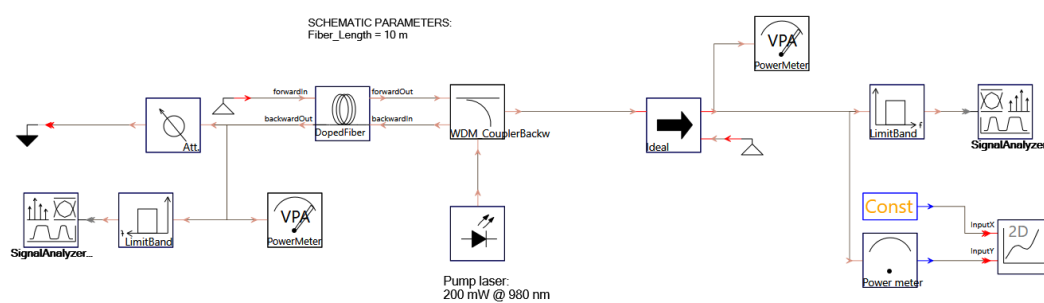 SCHEMATIC PARAMETERS:
Fiber_Length = 10 m
VPA
PowerMeter
forwardIn
forwardOut
backwardOut
backwardIn
DopedFiber
WDM_CouplerBackw
Att.
Ideal
f
LimitBand
SignalAnalyzer
SignalAnalyzer...
f
LimitBand
VPA
PowerMeter
Const
InputX
InputY
2D
Power meter
Pump laser:
200 mW @ 980 nm